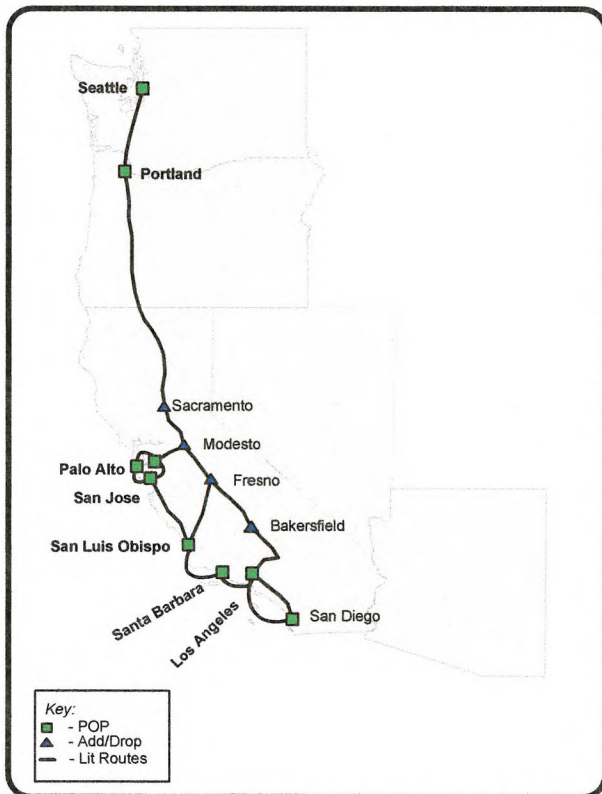 Seattle
Portland
Sacramento
Modesto
Palo Alto
Fresno
San Jose
Bakersfield
San Luis Obispo
Santa Barbara
Los Angeles
San Diego
Key:
- POP
- Add/Drop
- Lit Routes